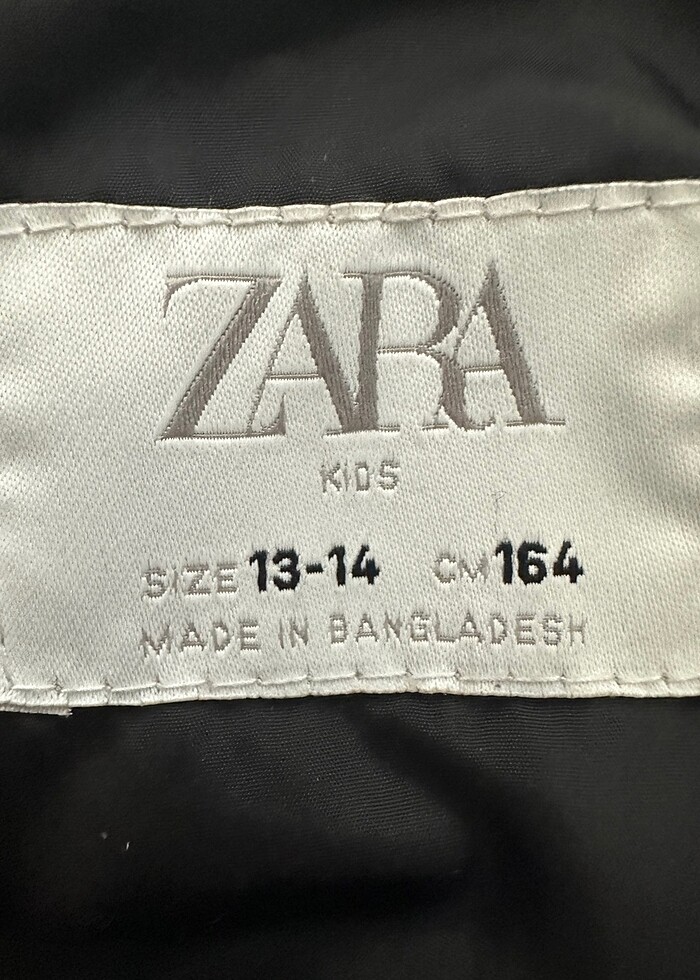 ZARA
KIDS
SIZE 13-14 CM 164
MADE IN BANGLADESH